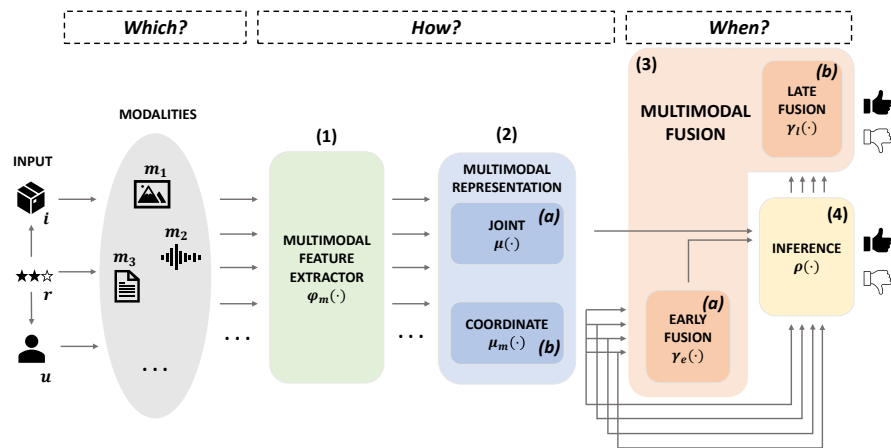 Which?
How?
When?
INPUT
i
r
u
MODALITIES
m₁
m₂
m₃
...
...
(1)
MULTIMODAL
FEATURE
EXTRACTOR
φₘ(·)
...
(2)
MULTIMODAL
REPRESENTATION
(a)
JOINT
μ(·)
COORDINATE
μₘ(·)
(b)
(3)
MULTIMODAL
FUSION
(b)
LATE
FUSION
γₗ(·)
(a)
EARLY
FUSION
γₑ(·)
(4)
INFERENCE
ρ(·)